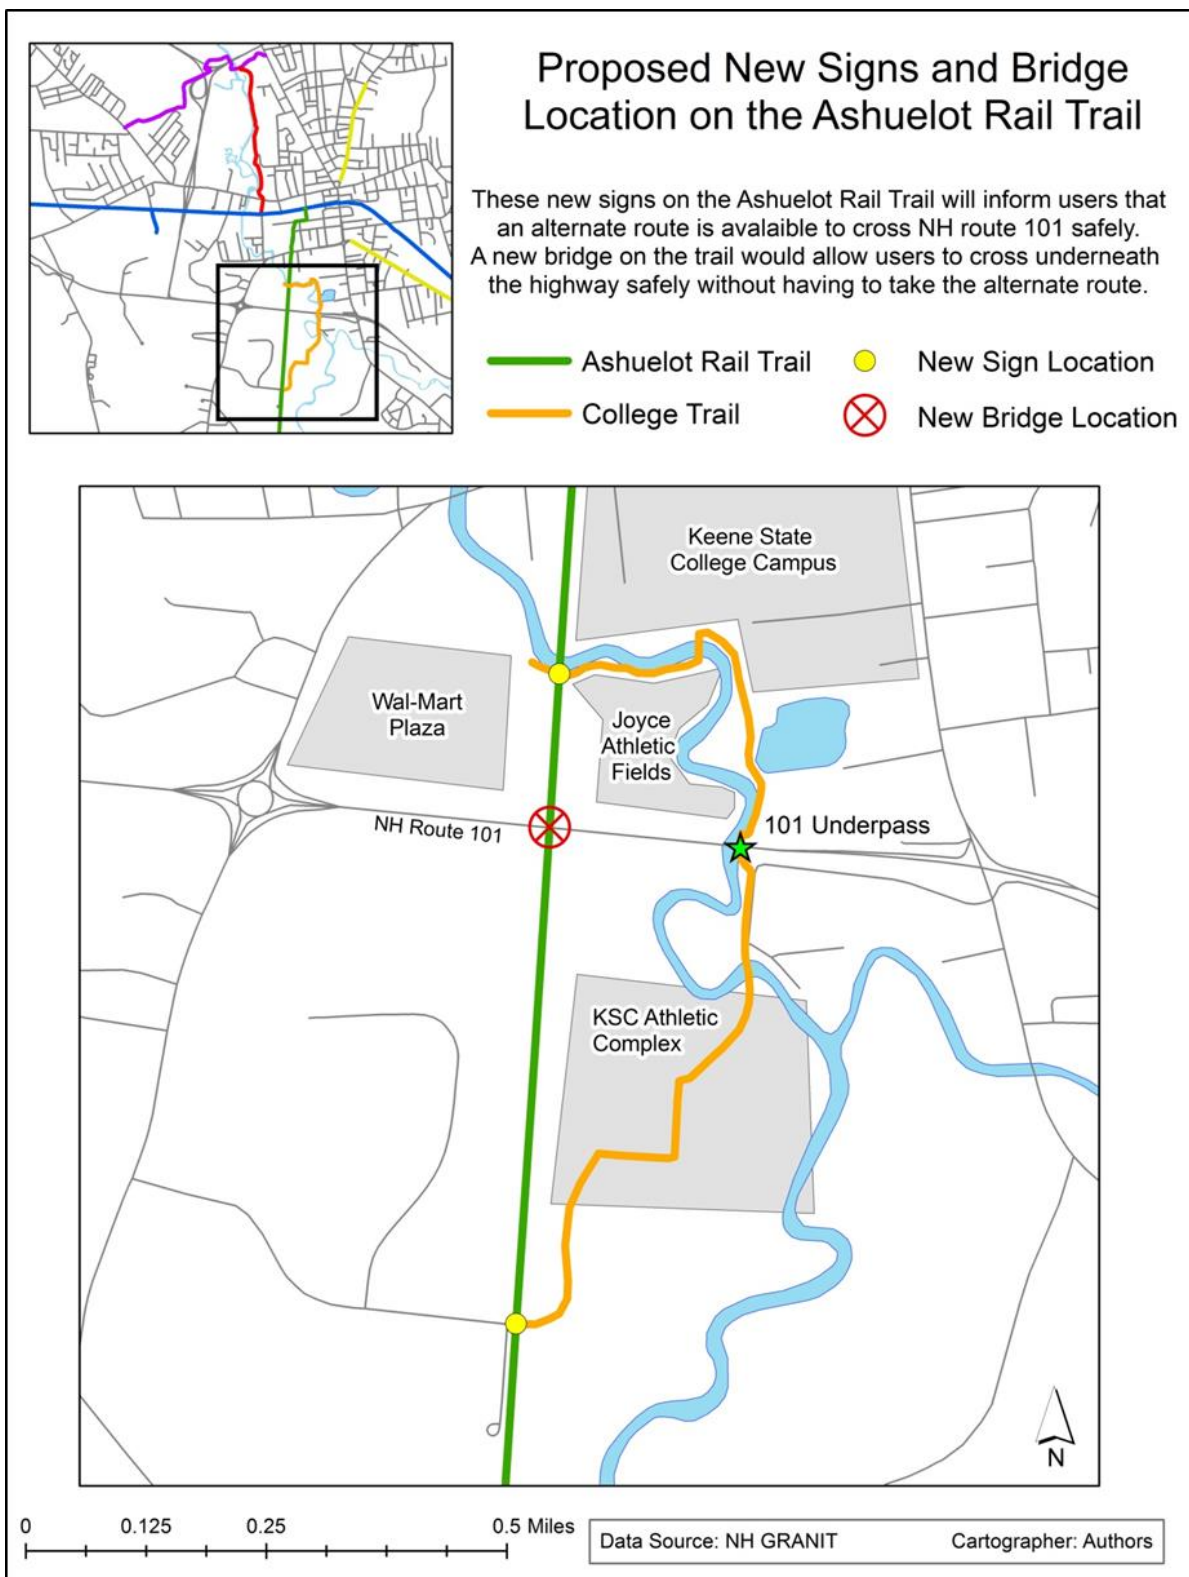 Proposed New Signs and Bridge
Location on the Ashuelot Rail Trail
These new signs on the Ashuelot Rail Trail will inform users that
an alternate route is avalaible to cross NH route 101 safely.
A new bridge on the trail would allow users to cross underneath
the highway safely without having to take the alternate route.
Ashuelot Rail Trail
New Sign Location
College Trail
New Bridge Location
Keene State
College Campus
Wal-Mart
Plaza
Joyce
Athletic
Fields
NH Route 101
101 Underpass
KSC Athletic
Complex
N
0 0.125 0.25 0.5 Miles
Data Source: NH GRANIT
Cartographer: Authors